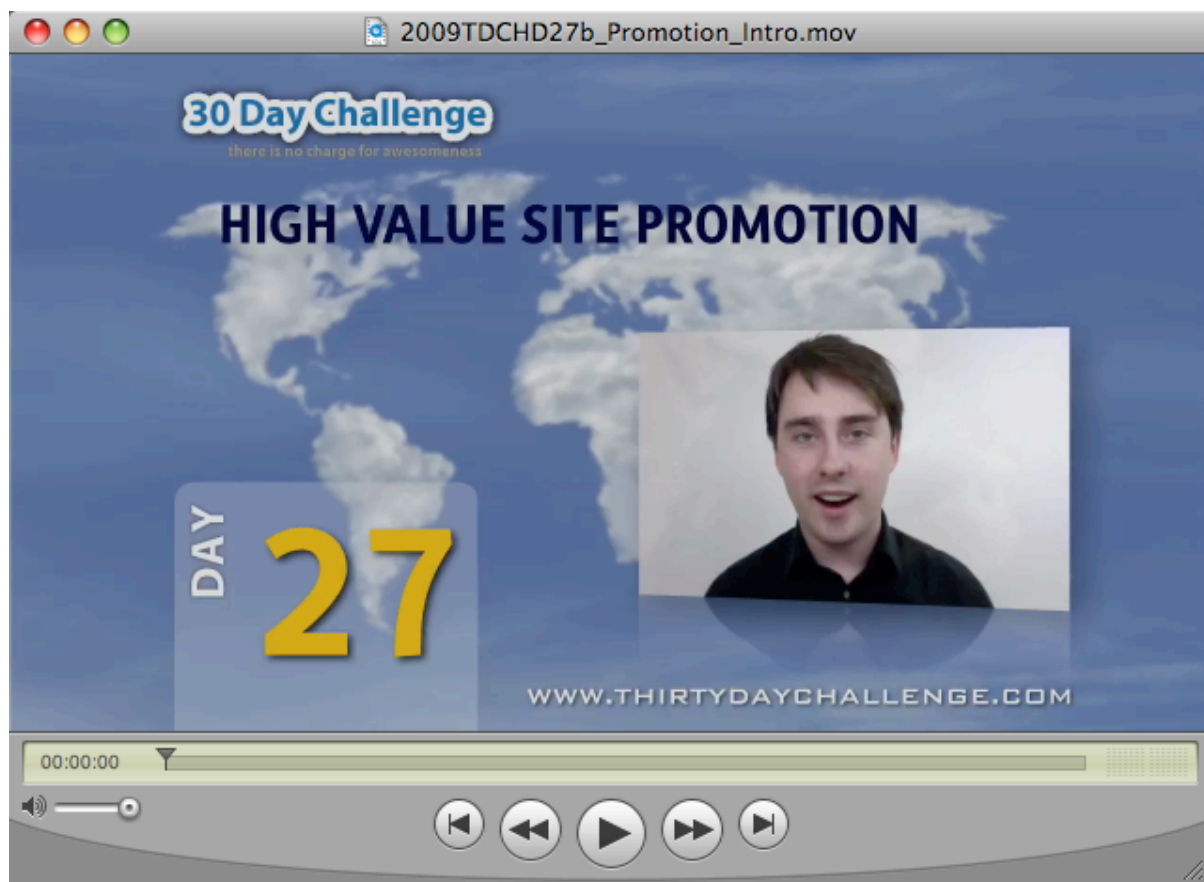 2009TDCHD27b_Promotion_Intro.mov
30 Day Challenge
there is no charge for awesomeness
HIGH VALUE SITE PROMOTION
DAY
27
WWW.THIRTYDAYCHALLENGE.COM
00:00:00